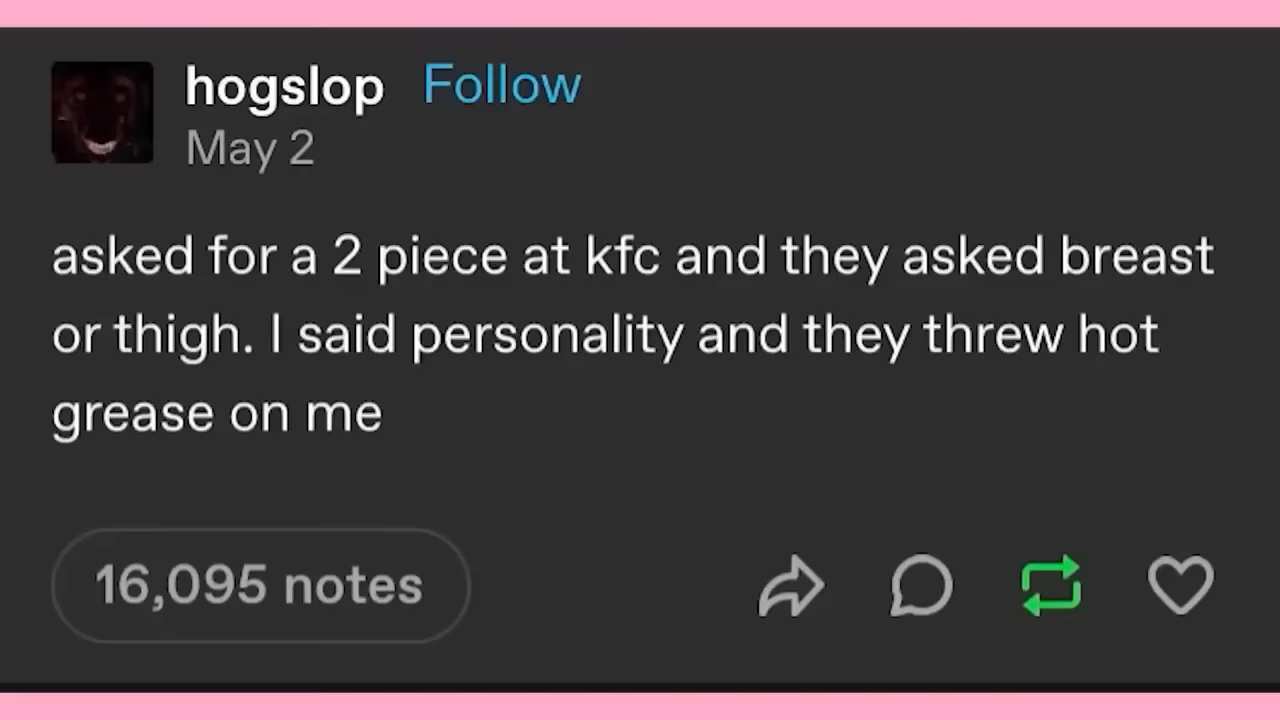 hogslop Follow
May 2
asked for a 2 piece at kfc and they asked breast
or thigh. I said personality and they threw hot
grease on me
16,095 notes